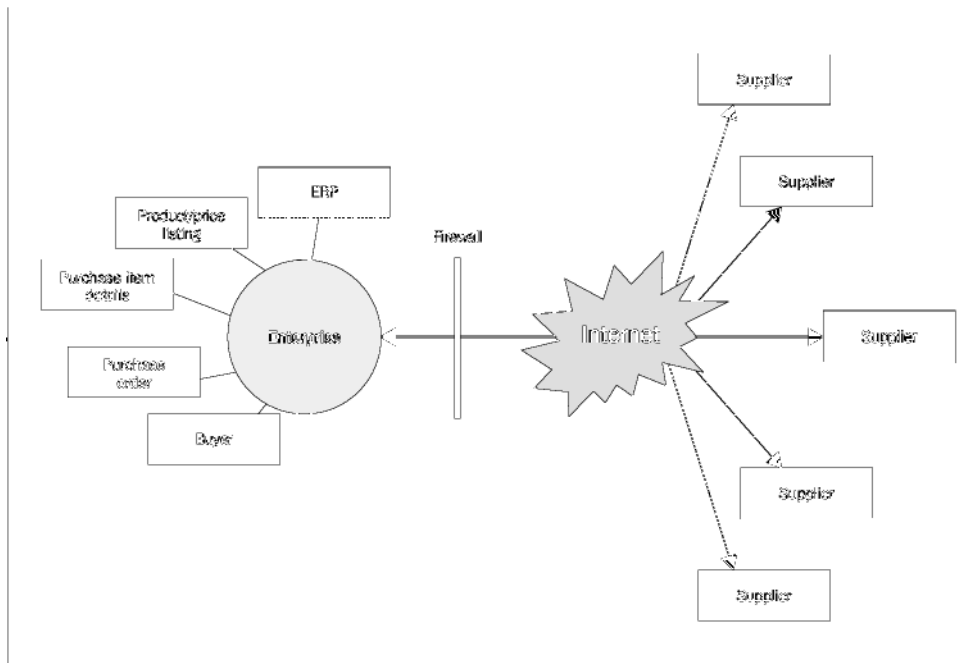 Supplier
Supplier
ERP
Product/price
listing
Firewall
Purchase item
details
Enterprise
Internet
Supplier
Purchase
order
Buyer
Supplier
Supplier